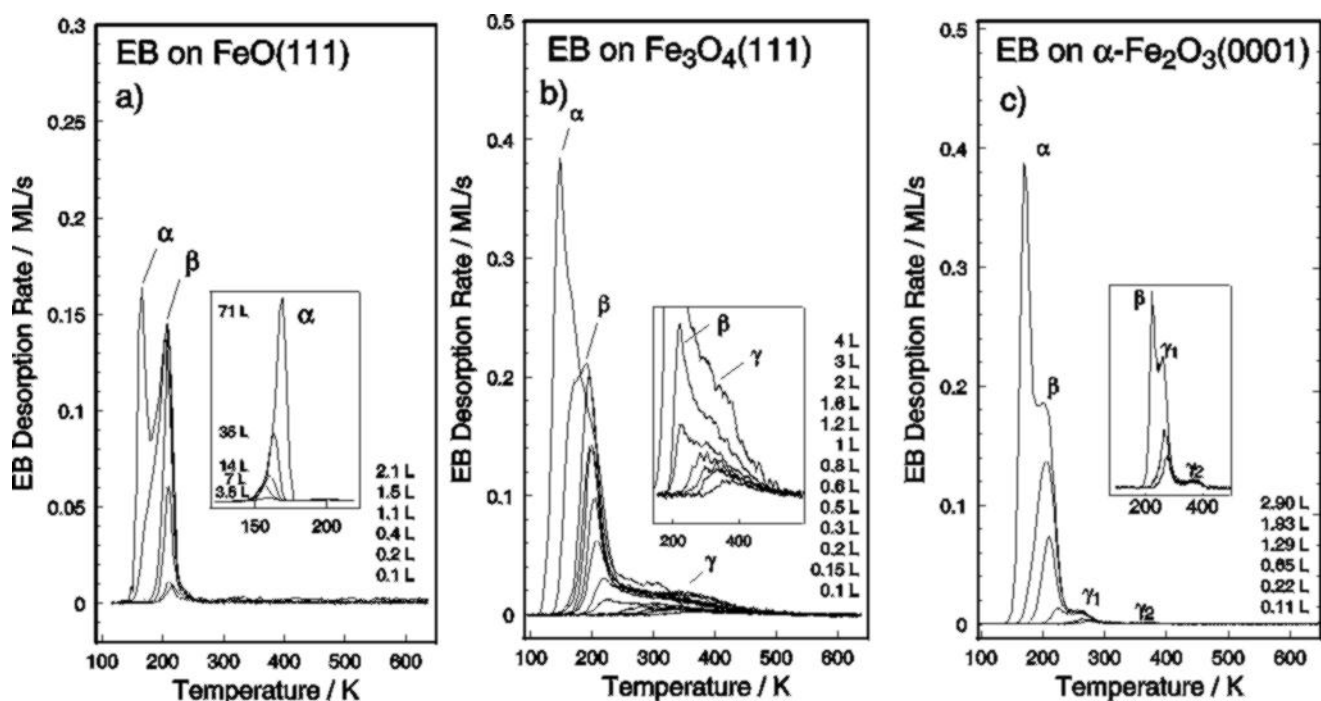 EB on FeO(111)
a)
EB Desorption Rate / ML/s
0.3
0.25
0.2
0.15
0.1
0.05
0
α
β
71 L
35 L
14 L
7 L
3.5 L
α
160 200
2.1 L
1.5 L
1.1 L
0.4 L
0.2 L
0.1 L
100 200 300 400 500 600
Temperature / K
EB on Fe₃O₄(111)
b)
EB Desorption Rate / ML/s
0.5
0.4
0.3
0.2
0.1
0
α
β
γ
β
γ
200 400
4 L
3 L
2 L
1.6 L
1.2 L
1 L
0.8 L
0.6 L
0.5 L
0.3 L
0.2 L
0.15 L
0.1 L
100 200 300 400 500 600
Temperature / K
EB on α-Fe₂O₃(0001)
c)
EB Desorption Rate / ML/s
0.5
0.4
0.3
0.2
0.1
0
α
β
γ₁
γ₂
β
γ₁
γ₂
200 400
2.90 L
1.93 L
1.29 L
0.65 L
0.22 L
0.11 L
100 200 300 400 500 600
Temperature / K